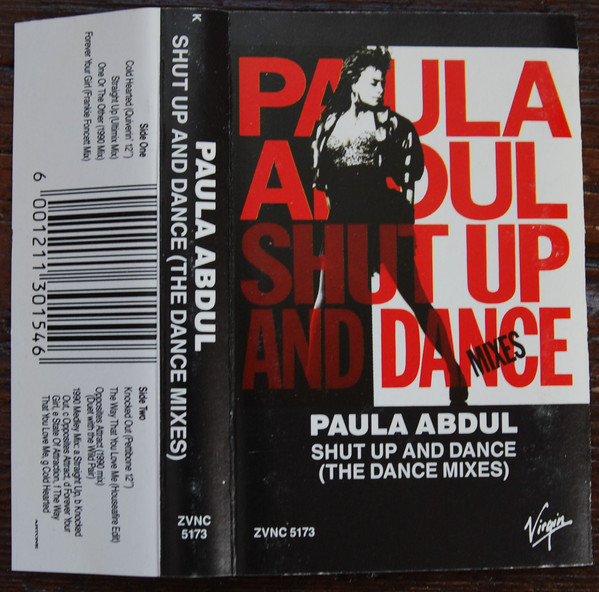 Side One
Cold Hearted (Quiverin' 12")
Straight Up (Ultimix Mix)
One Or The Other (1990 Mix)
Forever Your Girl (Frankie Foncett Mix)
6 001211 301546
Side Two
Knocked Out (Pettibone 12")
The Way That You Love Me (Houseafire Edit)
Opposites Attract (1990 mix)
(Duet with the Wild Pair)
1990 Medley Mix: a Straight Up, b Knocked
Out, c Opposites Attract, d Forever Your
Girl, e State Of Attraction, f The Way
That You Love Me, g Cold Hearted
K
PAULA ABDUL
SHUT UP AND DANCE (THE DANCE MIXES)
ZVNC
5173
PAULA
ABDUL
SHUT UP
AND DANCE
MIXES
PAULA ABDUL
SHUT UP AND DANCE
(THE DANCE MIXES)
ZVNC 5173
Virgin